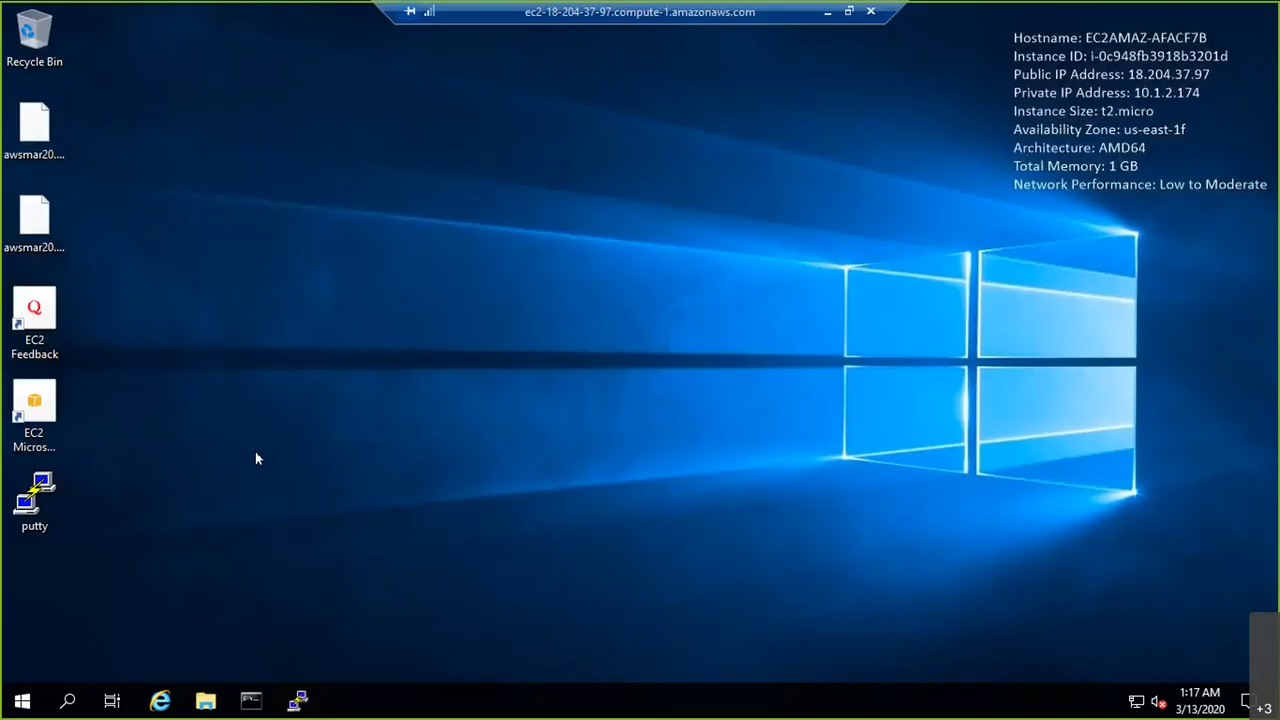 ec2-18-204-37-97.compute-1.amazonaws.com
Hostname: EC2AMAZ-AFACF7B
Instance ID: i-0c948fb3918b3201d
Public IP Address: 18.204.37.97
Private IP Address: 10.1.2.174
Instance Size: t2.micro
Availability Zone: us-east-1f
Architecture: AMD64
Total Memory: 1 GB
Network Performance: Low to Moderate
Recycle Bin
awsmar20....
awsmar20....
Q
EC2
Feedback
EC2
Micros...
putty
1:17 AM
3/13/2020
+3